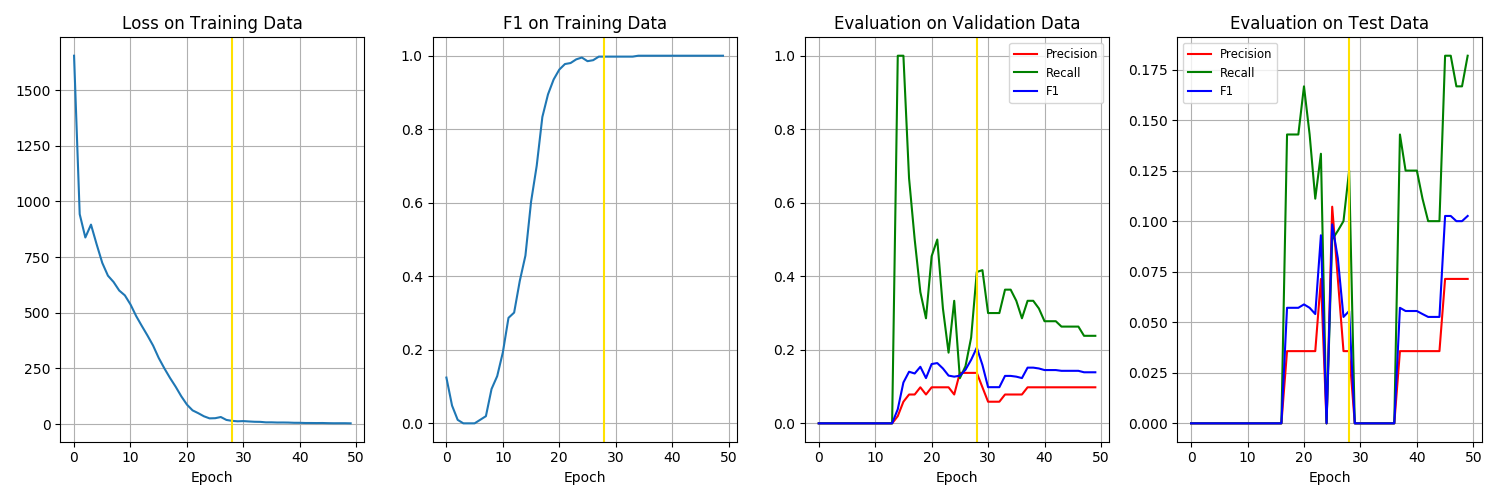 Loss on Training Data
1500
1250
1000
750
500
250
0
0 10 20 30 40 50
Epoch
F1 on Training Data
1.0
0.8
0.6
0.4
0.2
0.0
0 10 20 30 40 50
Epoch
Evaluation on Validation Data
Precision
Recall
F1
1.0
0.8
0.6
0.4
0.2
0.0
0 10 20 30 40 50
Epoch
Evaluation on Test Data
Precision
Recall
F1
0.175
0.150
0.125
0.100
0.075
0.050
0.025
0.000
0 10 20 30 40 50
Epoch